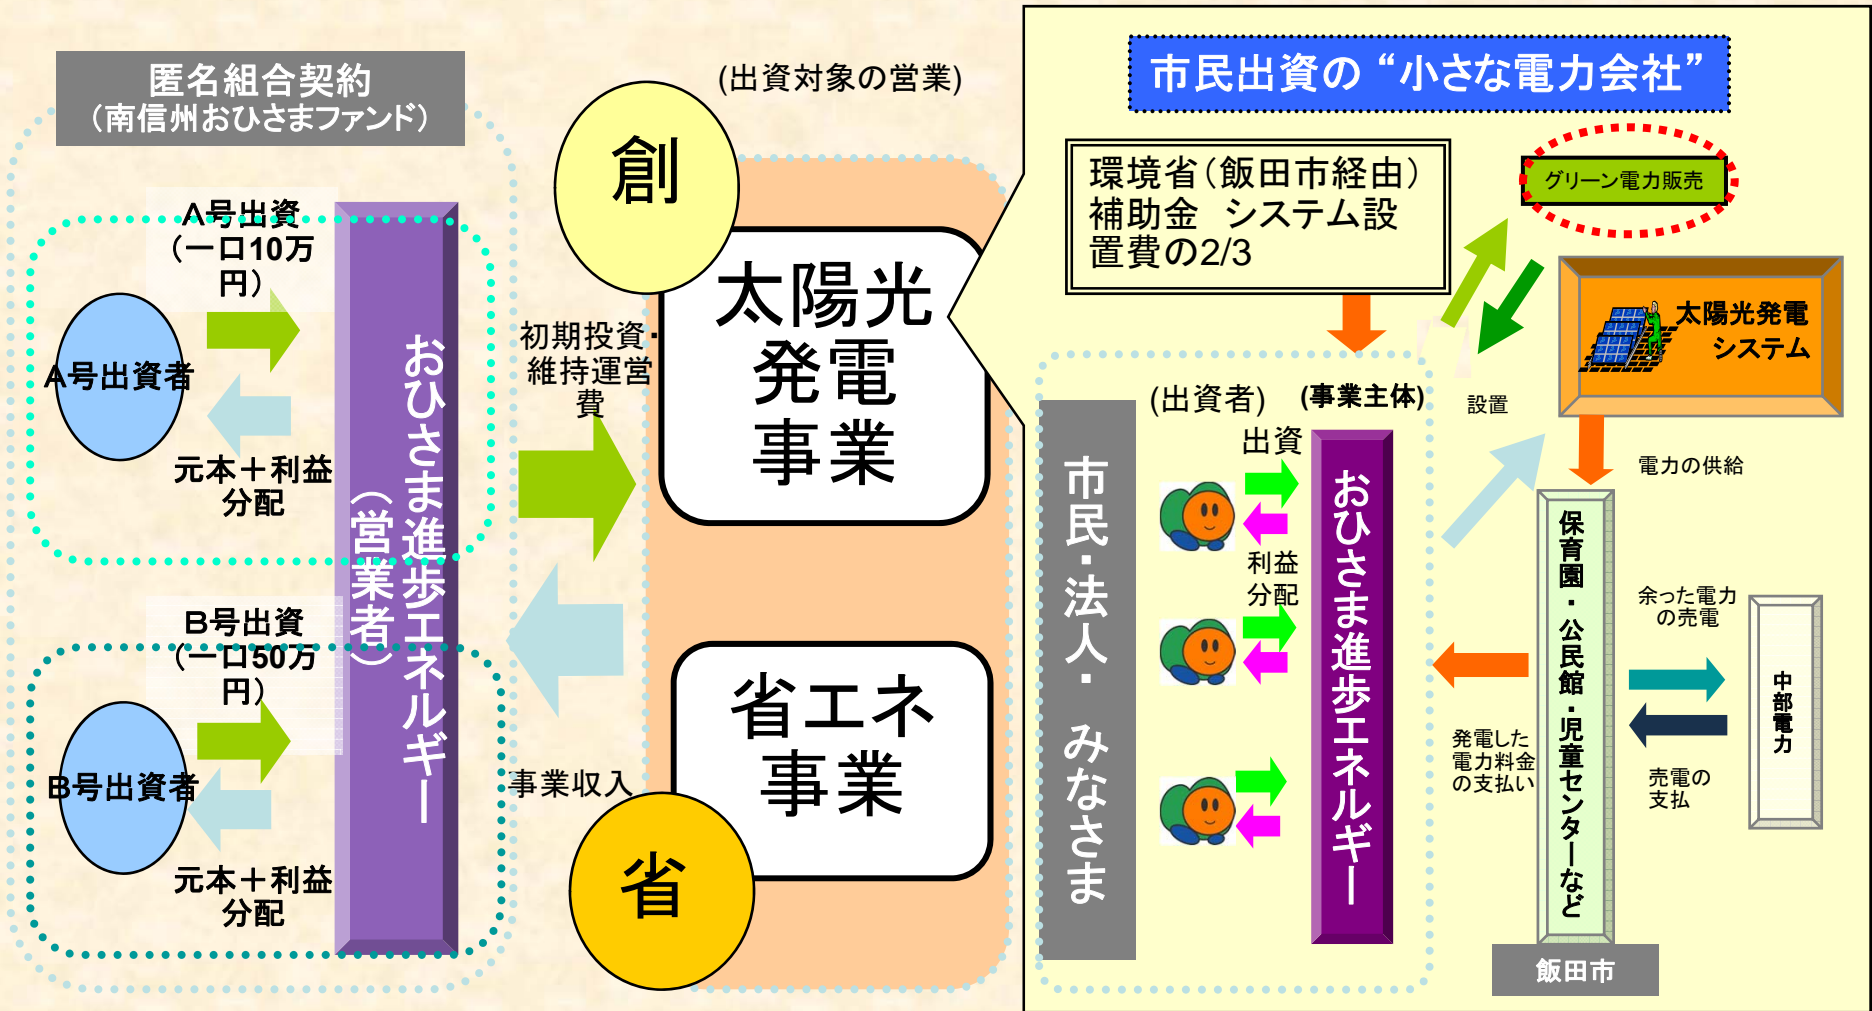 匿名組合契約
（南信州おひさまファンド）
A号出資
（一口10万
円）
A号出資者
元本＋利益
分配
B号出資
（一口50万
円）
B号出資者
元本＋利益
分配
おひさま進歩エネルギー
（営業者）
初期投資・
維持運営
費
事業収入
(出資対象の営業)
創
太陽光
発電
事業
省エネ
事業
省
市民出資の“小さな電力会社”
環境省（飯田市経由）
補助金　システム設
置費の2/3
グリーン電力販売
太陽光発電
システム
設置
電力の供給
(出資者)
(事業主体)
出資
利益
分配
市民・法人・　みなさま
おひさま進歩エネルギー
保育園・公民館・児童センターなど
飯田市
発電した
電力料金
の支払い
余った電力
の売電
売電の
支払
中部電力